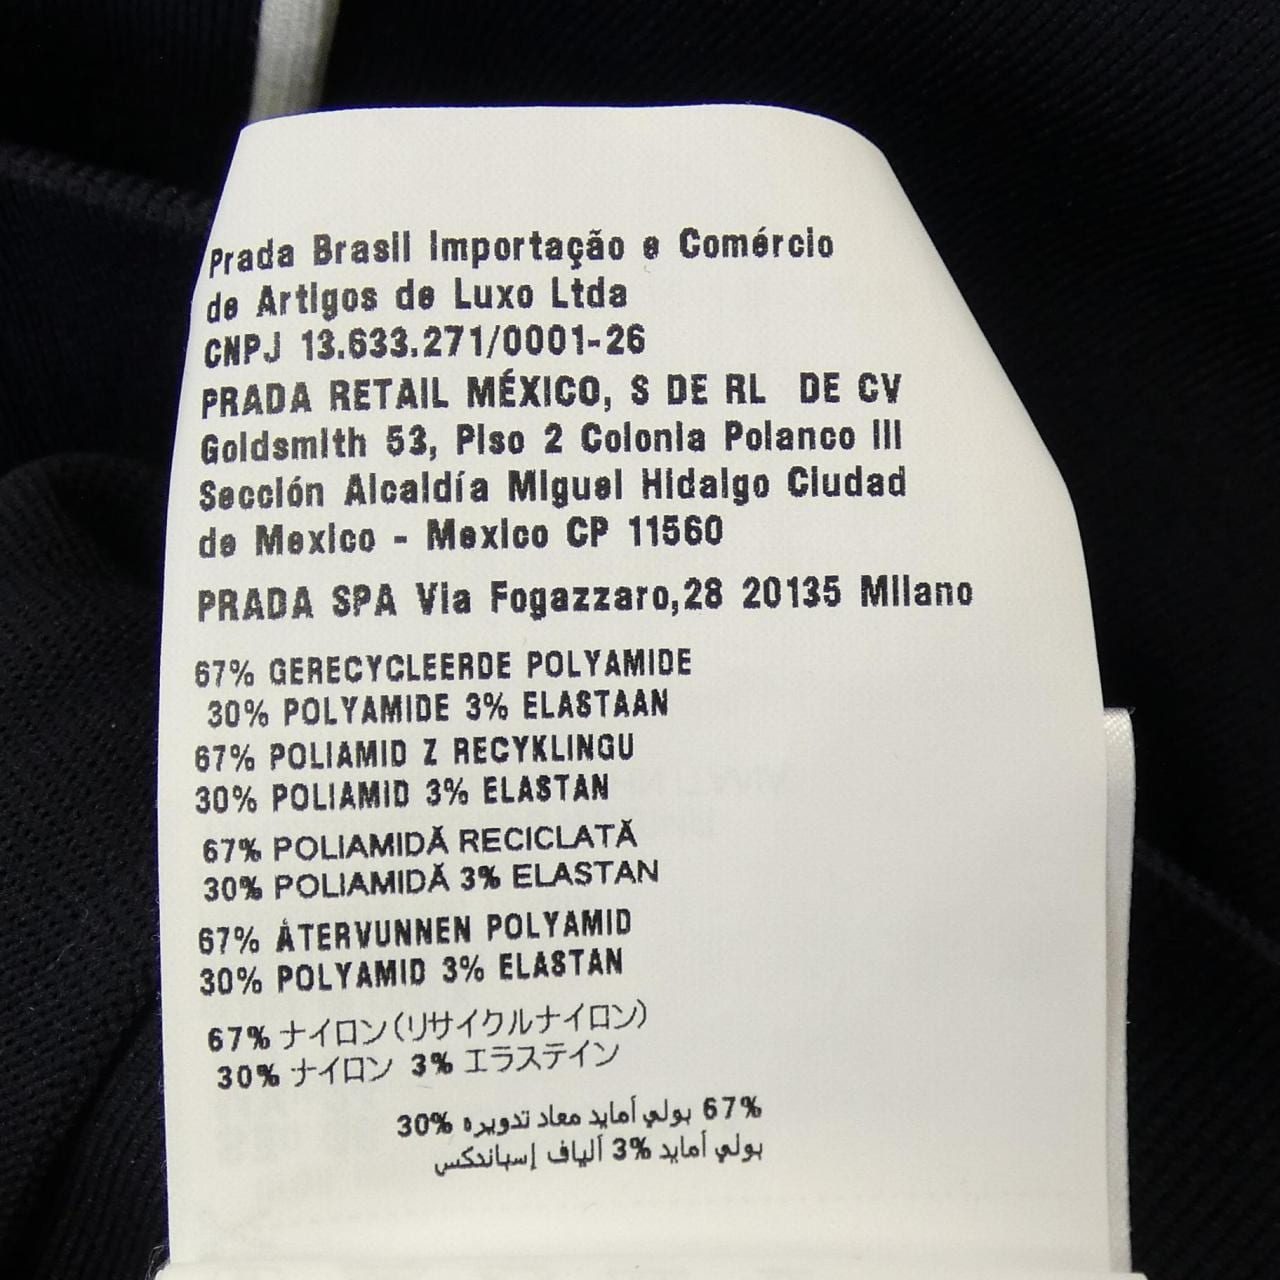 Prada Brasil Importação e Comércio
de Artigos de Luxo Ltda
CNPJ 13.633.271/0001-26
PRADA RETAIL MÉXICO, S DE RL DE CV
Goldsmith 53, Piso 2 Colonia Polanco III
Sección Alcaldía Miguel Hidalgo Ciudad
de Mexico - Mexico CP 11560
PRADA SPA Via Fogazzaro,28 20135 Milano
67% GERECYCLEERDE POLYAMIDE
30% POLYAMIDE 3% ELASTAAN
67% POLIAMID Z RECYKLINGU
30% POLIAMID 3% ELASTAN
67% POLIAMIDĂ RECICLATĂ
30% POLIAMIDĂ 3% ELASTAN
67% ÅTERVUNNEN POLYAMID
30% POLYAMID 3% ELASTAN
67% ナイロン(リサイクルナイロン)
30% ナイロン 3% エラステイン
67% بولي أمايد معاد تدويره 30%
بولي أمايد 3% ألياف إسباندكس